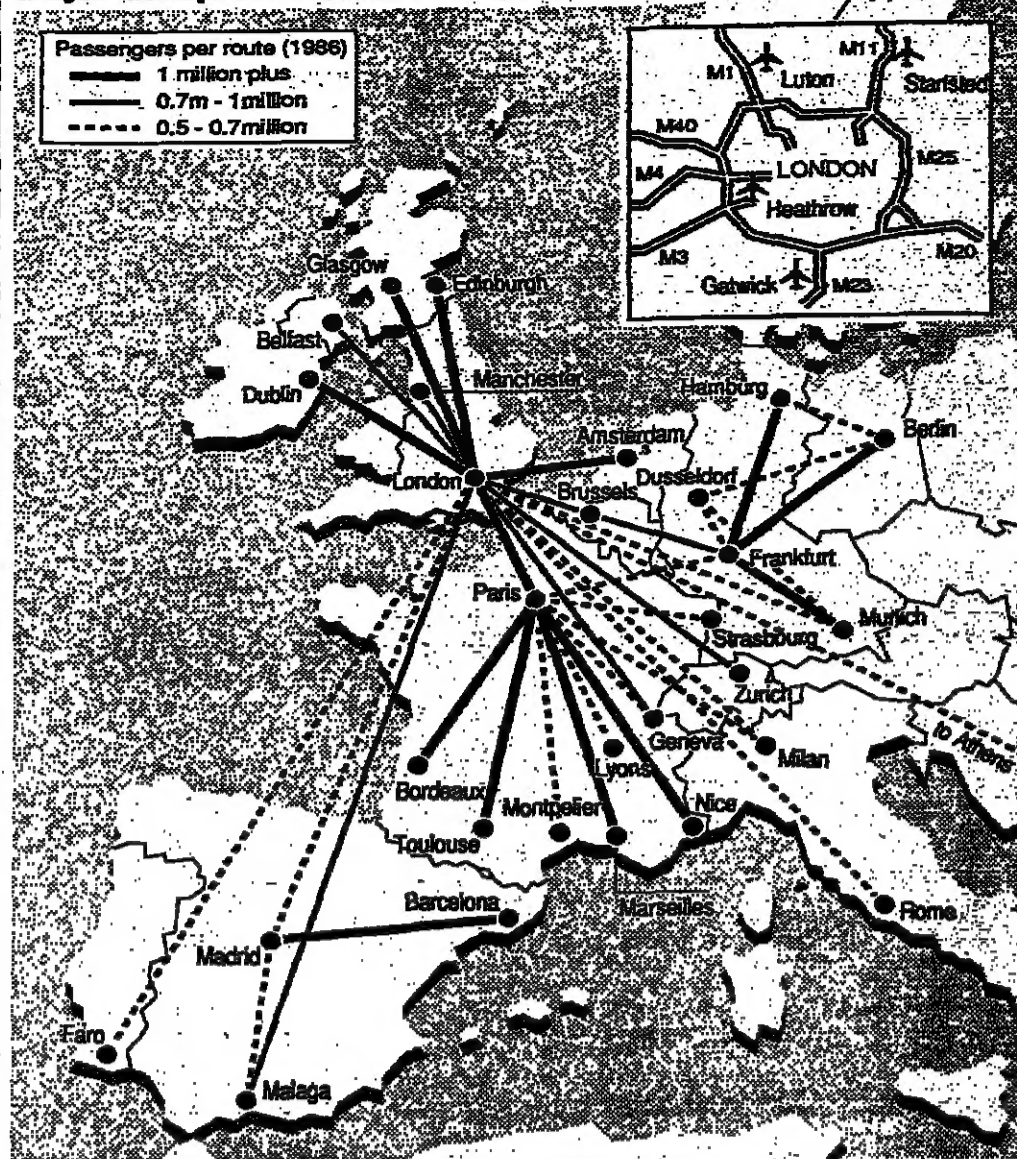 Passengers per route (1986)
1 million plus
0.7m - 1million
0.5 - 0.7million
M1
M11
Luton
Stansted
M40
M25
M4
LONDON
Heathrow
M3
M20
Gatwick
M23
Glasgow
Edinburgh
Belfast
Manchester
Hamburg
Dublin
Berlin
Amsterdam
Dusseldorf
London
Brussels
Frankfurt
Paris
Munich
Strasbourg
Zurich
to Athens
Geneva
Milan
Lyons
Bordeaux
Nice
Montpelier
Toulouse
Marseilles
Barcelona
Rome
Madrid
Faro
Malaga